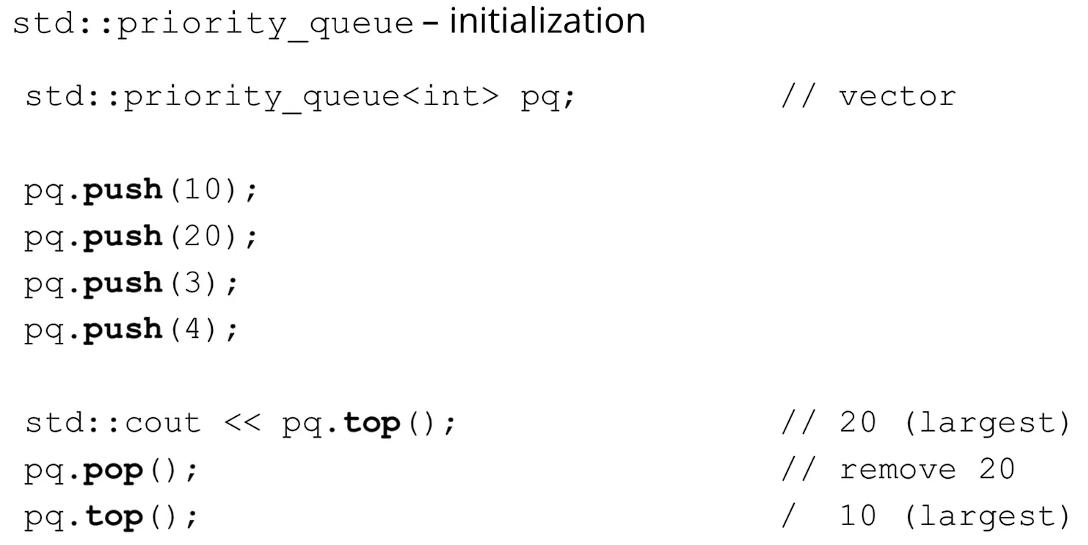 std::priority_queue – initialization
std::priority_queue<int> pq; // vector
pq.push(10);
pq.push(20);
pq.push(3);
pq.push(4);
std::cout << pq.top(); // 20 (largest)
pq.pop(); // remove 20
pq.top(); / 10 (largest)